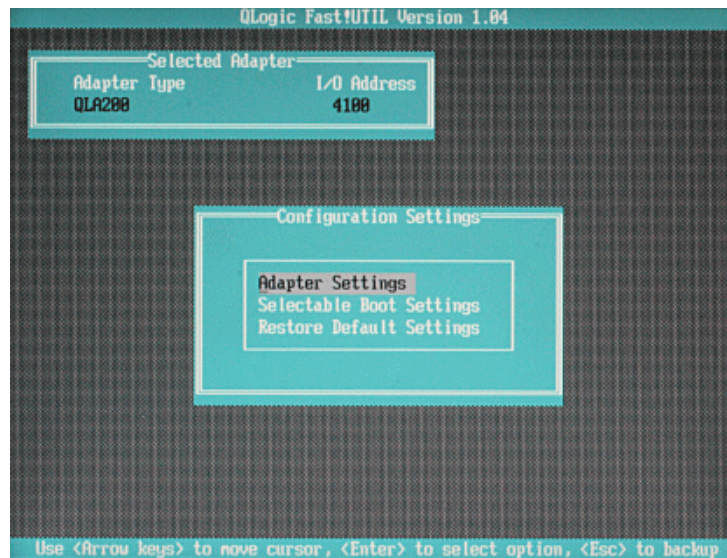 QLogic Fast!UTIL Version 1.04
Selected Adapter
Adapter Type I/O Address
QLA200 4100
Configuration Settings
Adapter Settings
Selectable Boot Settings
Restore Default Settings
Use <Arrow keys> to move cursor, <Enter> to select option, <Esc> to backup